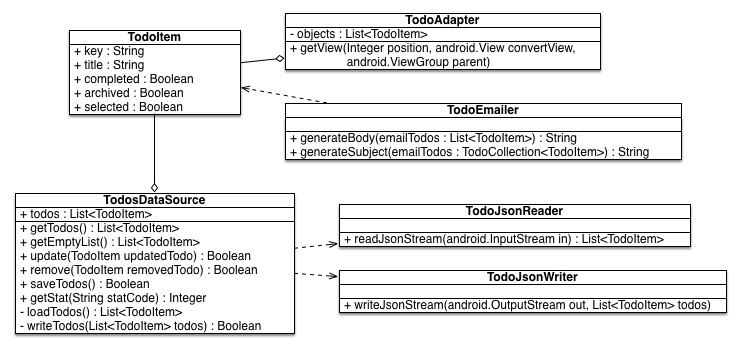 TodoItem
+ key : String
+ title : String
+ completed : Boolean
+ archived : Boolean
+ selected : Boolean
TodoAdapter
- objects : List<TodoItem>
+ getView(Integer position, android.View convertView,
android.ViewGroup parent)
TodoEmailer
+ generateBody(emailTodos : List<TodoItem>) : String
+ generateSubject(emailTodos : TodoCollection<TodoItem>) : String
TodosDataSource
+ todos : List<TodoItem>
+ getTodos() : List<TodoItem>
+ getEmptyList() : List<TodoItem>
+ update(TodoItem updatedTodo) : Boolean
+ remove(TodoItem removedTodo) : Boolean
+ saveTodos() : Boolean
+ getStat(String statCode) : Integer
- loadTodos() : List<TodoItem>
- writeTodos(List<TodoItem> todos) : Boolean
TodoJsonReader
+ readJsonStream(android.InputStream in) : List<TodoItem>
TodoJsonWriter
+ writeJsonStream(android.OutputStream out, List<TodoItem> todos)